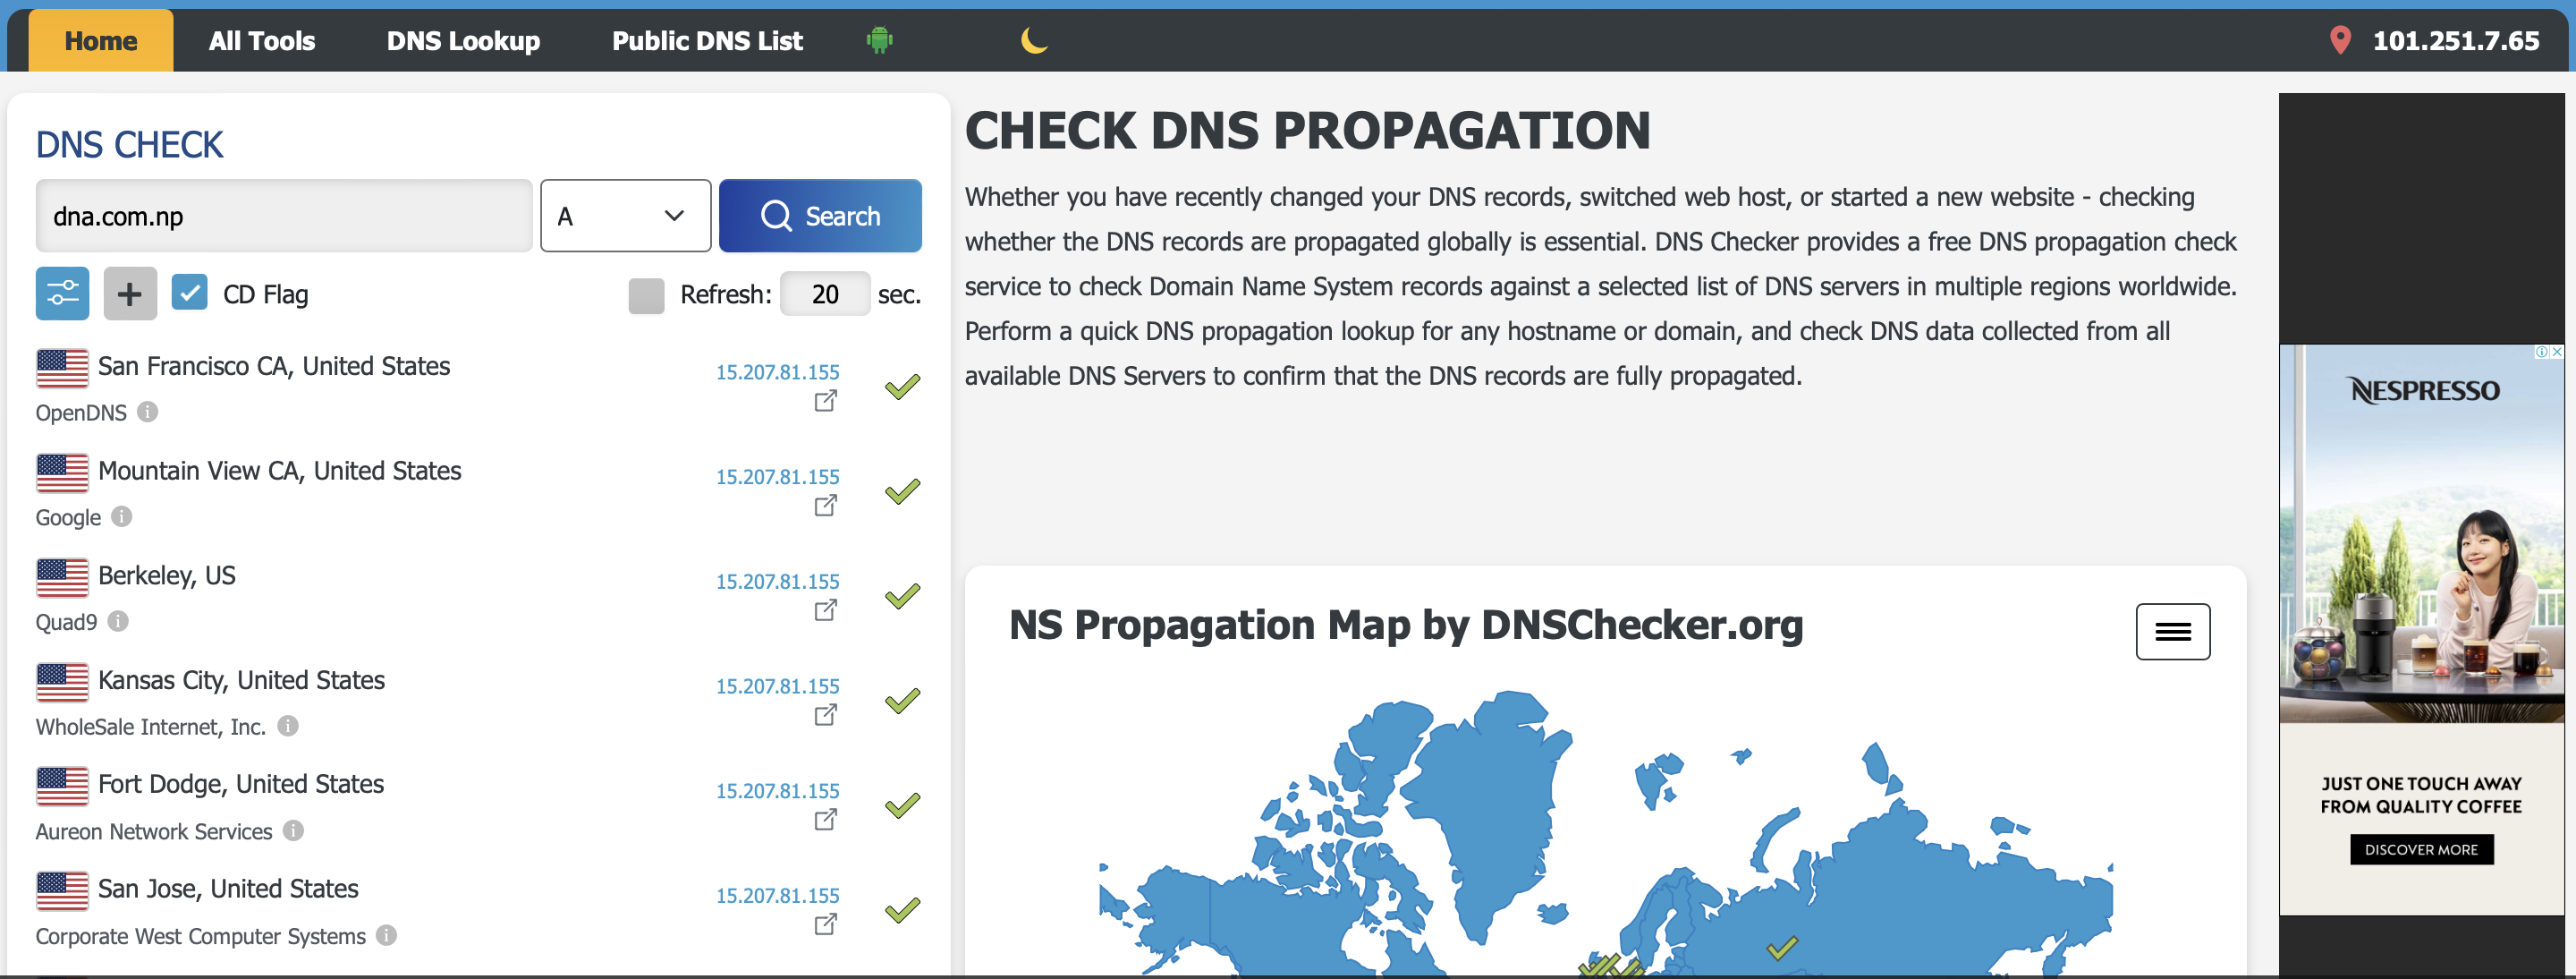 Home
All Tools
DNS Lookup
Public DNS List
101.251.7.65
DNS CHECK
dna.com.np
A
Search
CD Flag
Refresh: 20 sec.
San Francisco CA, United States
15.207.81.155
OpenDNS
Mountain View CA, United States
15.207.81.155
Google
Berkeley, US
15.207.81.155
Quad9
Kansas City, United States
15.207.81.155
WholeSale Internet, Inc.
Fort Dodge, United States
15.207.81.155
Aureon Network Services
San Jose, United States
15.207.81.155
Corporate West Computer Systems
CHECK DNS PROPAGATION
Whether you have recently changed your DNS records, switched web host, or started a new website - checking
whether the DNS records are propagated globally is essential. DNS Checker provides a free DNS propagation check
service to check Domain Name System records against a selected list of DNS servers in multiple regions worldwide.
Perform a quick DNS propagation lookup for any hostname or domain, and check DNS data collected from all
available DNS Servers to confirm that the DNS records are fully propagated.
NS Propagation Map by DNSChecker.org
NESPRESSO
JUST ONE TOUCH AWAY
FROM QUALITY COFFEE
DISCOVER MORE